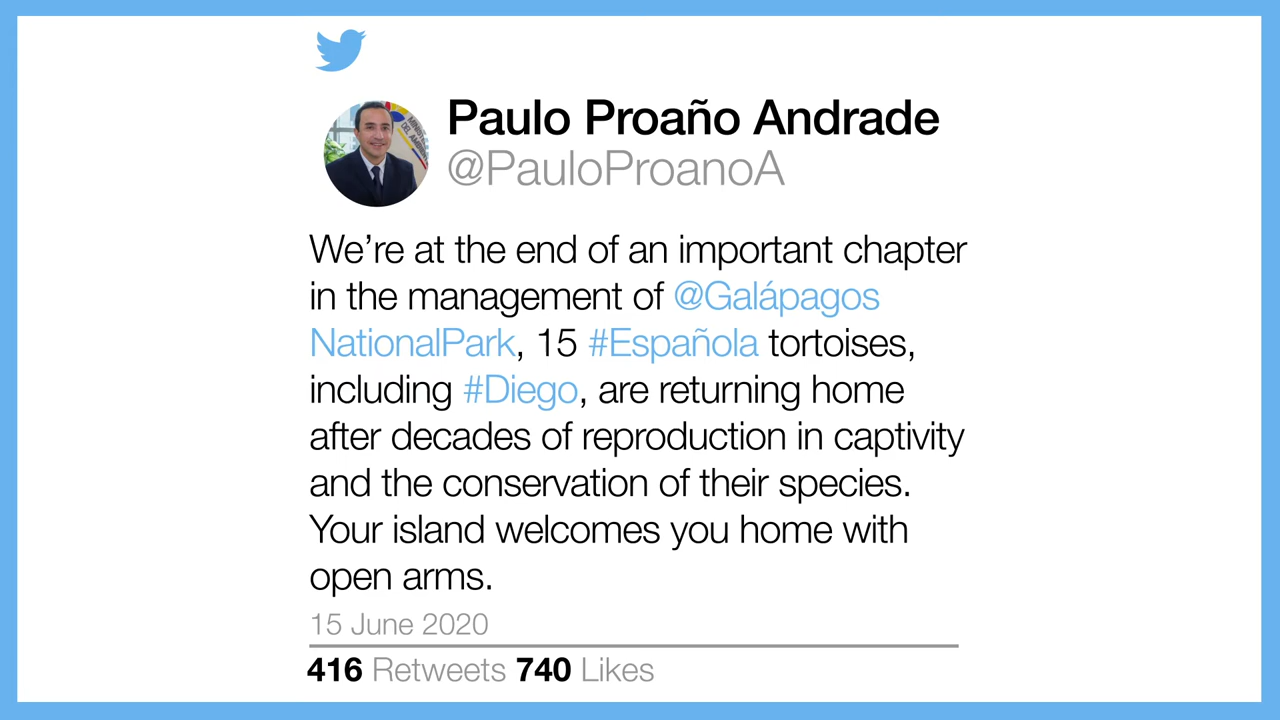 Paulo Proaño Andrade
@PauloProanoA
We're at the end of an important chapter
in the management of @Galápagos
NationalPark, 15 #Española tortoises,
including #Diego, are returning home
after decades of reproduction in captivity
and the conservation of their species.
Your island welcomes you home with
open arms.
15 June 2020
416 Retweets 740 Likes